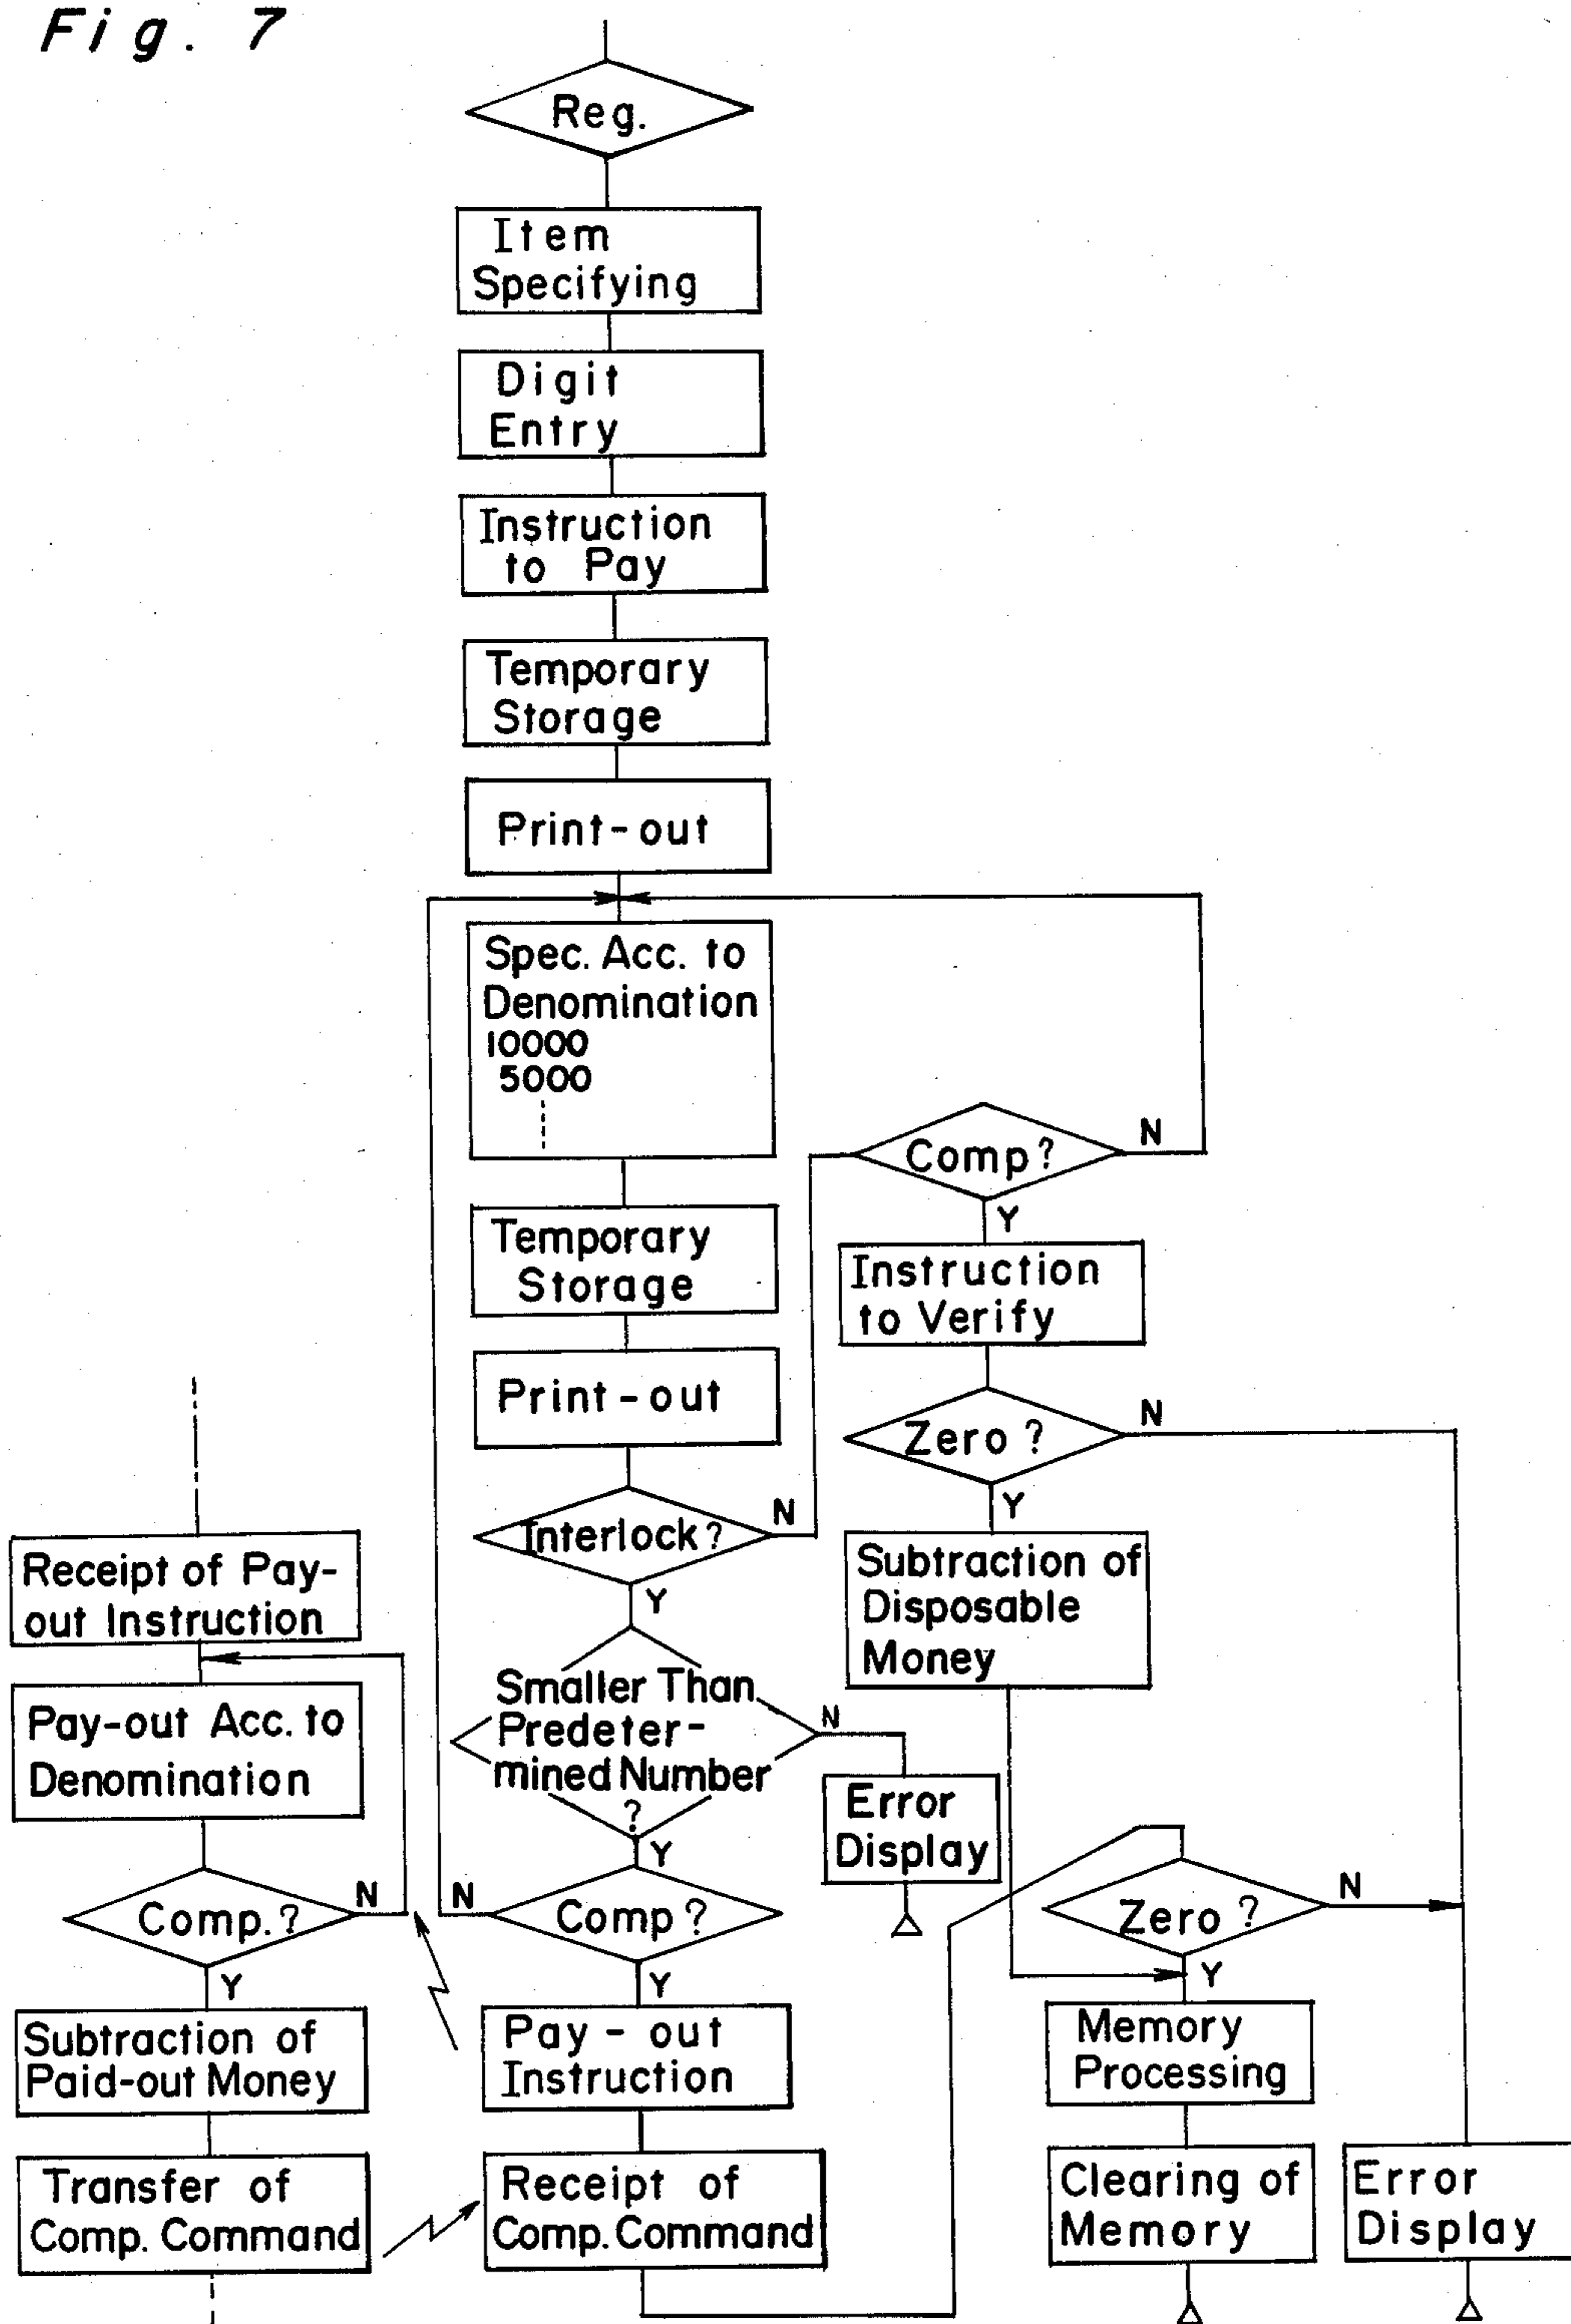 Fig. 7
Reg.
Item
Specifying
Digit
Entry
Instruction
to Pay
Temporary
Storage
Print-out
Spec. Acc. to
Denomination
10000
5000
Temporary
Storage
Print-out
Interlock?
N
Y
Comp?
N
Y
Instruction
to Verify
Zero?
N
Y
Subtraction of
Disposable
Money
Smaller Than
Predeter-
mined Number
?
N
Y
Error
Display
Comp?
N
Y
Pay-out
Instruction
Receipt of
Comp. Command
Receipt of Pay-
out Instruction
Pay-out Acc. to
Denomination
Comp.?
N
Y
Subtraction of
Paid-out Money
Transfer of
Comp. Command
Zero?
N
Y
Memory
Processing
Clearing of
Memory
Error
Display